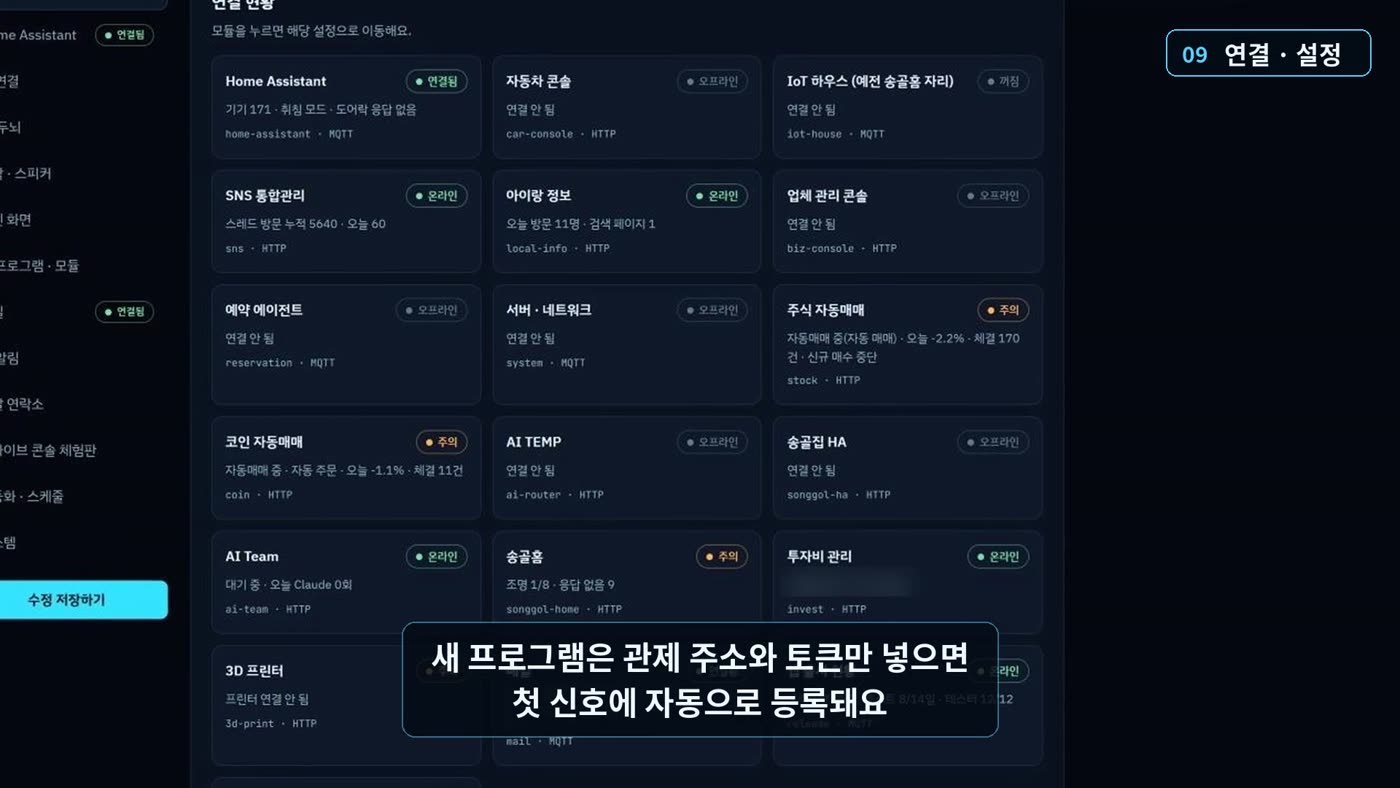 연결 현황
모듈을 누르면 해당 설정으로 이동해요.
09 연결 · 설정
me Assistant
연결됨
연결
두뇌
· 스피커
화면
프로그램 · 모듈
연결됨
알림
연락소
이브 콘솔 체험판
화 · 스케줄
스템
수정 저장하기
Home Assistant
연결됨
기기 171 · 취침 모드 · 도어락 응답 없음
home-assistant · MQTT
자동차 콘솔
오프라인
연결 안 됨
car-console · HTTP
IoT 하우스 (예전 송골홈 자리)
꺼짐
연결 안 됨
iot-house · MQTT
SNS 통합관리
온라인
스레드 방문 누적 5640 · 오늘 60
sns · HTTP
아이랑 정보
온라인
오늘 방문 11명 · 검색 페이지 1
local-info · HTTP
업체 관리 콘솔
오프라인
연결 안 됨
biz-console · HTTP
예약 에이전트
오프라인
연결 안 됨
reservation · MQTT
서버 · 네트워크
오프라인
연결 안 됨
system · MQTT
주식 자동매매
주의
자동매매 중(자동 매매) · 오늘 -2.2% · 체결 170
건 · 신규 매수 중단
stock · HTTP
코인 자동매매
주의
자동매매 중 · 자동 주문 · 오늘 -1.1% · 체결 11건
coin · HTTP
AI TEMP
오프라인
연결 안 됨
ai-router · HTTP
송골집 HA
오프라인
연결 안 됨
songgol-ha · HTTP
AI Team
온라인
대기 중 · 오늘 Claude 0회
ai-team · HTTP
송골홈
주의
조명 1/8 · 응답 없음 9
songgol-home · HTTP
투자비 관리
온라인
invest · HTTP
3D 프린터
프린터 연결 안 됨
3d-print · HTTP
mail · MQTT
온라인
8/14일 · 테스터 12/12
release · MQTT
새 프로그램은 관제 주소와 토큰만 넣으면
첫 신호에 자동으로 등록돼요